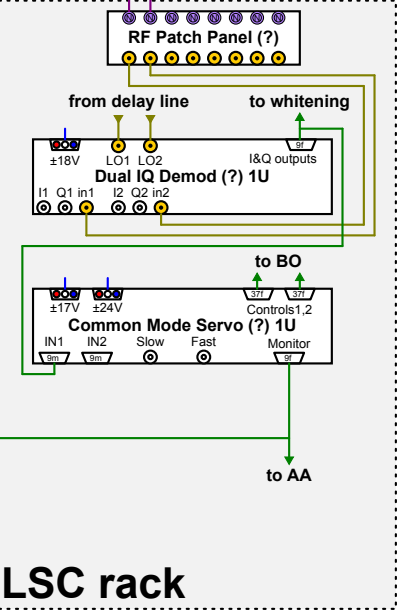 RF Patch Panel (?)
from delay line
to whitening
9f
±18V
LO1
LO2
I&Q outputs
Dual IQ Demod (?) 1U
I1 Q1 in1
I2 Q2 in2
to BO
37f
37f
±17V
±24V
Controls1,2
Common Mode Servo (?) 1U
IN1
IN2
Slow
Fast
Monitor
9m
9m
9f
to AA
LSC rack